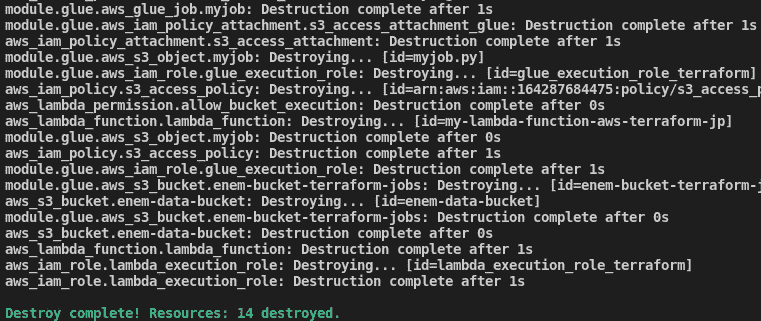 module.glue.aws_glue_job.myjob: Destruction complete after 1s
module.glue.aws_iam_policy_attachment.s3_access_attachment_glue: Destruction complete after 1s
aws_iam_policy_attachment.s3_access_attachment: Destruction complete after 1s
module.glue.aws_s3_object.myjob: Destroying... [id=myjob.py]
module.glue.aws_iam_role.glue_execution_role: Destroying... [id=glue_execution_role_terraform]
aws_iam_policy.s3_access_policy: Destroying... [id=arn:aws:iam::164287684475:policy/s3_access_p
aws_lambda_permission.allow_bucket_execution: Destruction complete after 0s
aws_lambda_function.lambda_function: Destroying... [id=my-lambda-function-aws-terraform-jp]
module.glue.aws_s3_object.myjob: Destruction complete after 0s
aws_iam_policy.s3_access_policy: Destruction complete after 1s
module.glue.aws_iam_role.glue_execution_role: Destruction complete after 1s
module.glue.aws_s3_bucket.enem-bucket-terraform-jobs: Destroying... [id=enem-bucket-terraform-j
aws_s3_bucket.enem-data-bucket: Destroying... [id=enem-data-bucket]
module.glue.aws_s3_bucket.enem-bucket-terraform-jobs: Destruction complete after 0s
aws_s3_bucket.enem-data-bucket: Destruction complete after 0s
aws_lambda_function.lambda_function: Destruction complete after 1s
aws_iam_role.lambda_execution_role: Destroying... [id=lambda_execution_role_terraform]
aws_iam_role.lambda_execution_role: Destruction complete after 1s
Destroy complete! Resources: 14 destroyed.